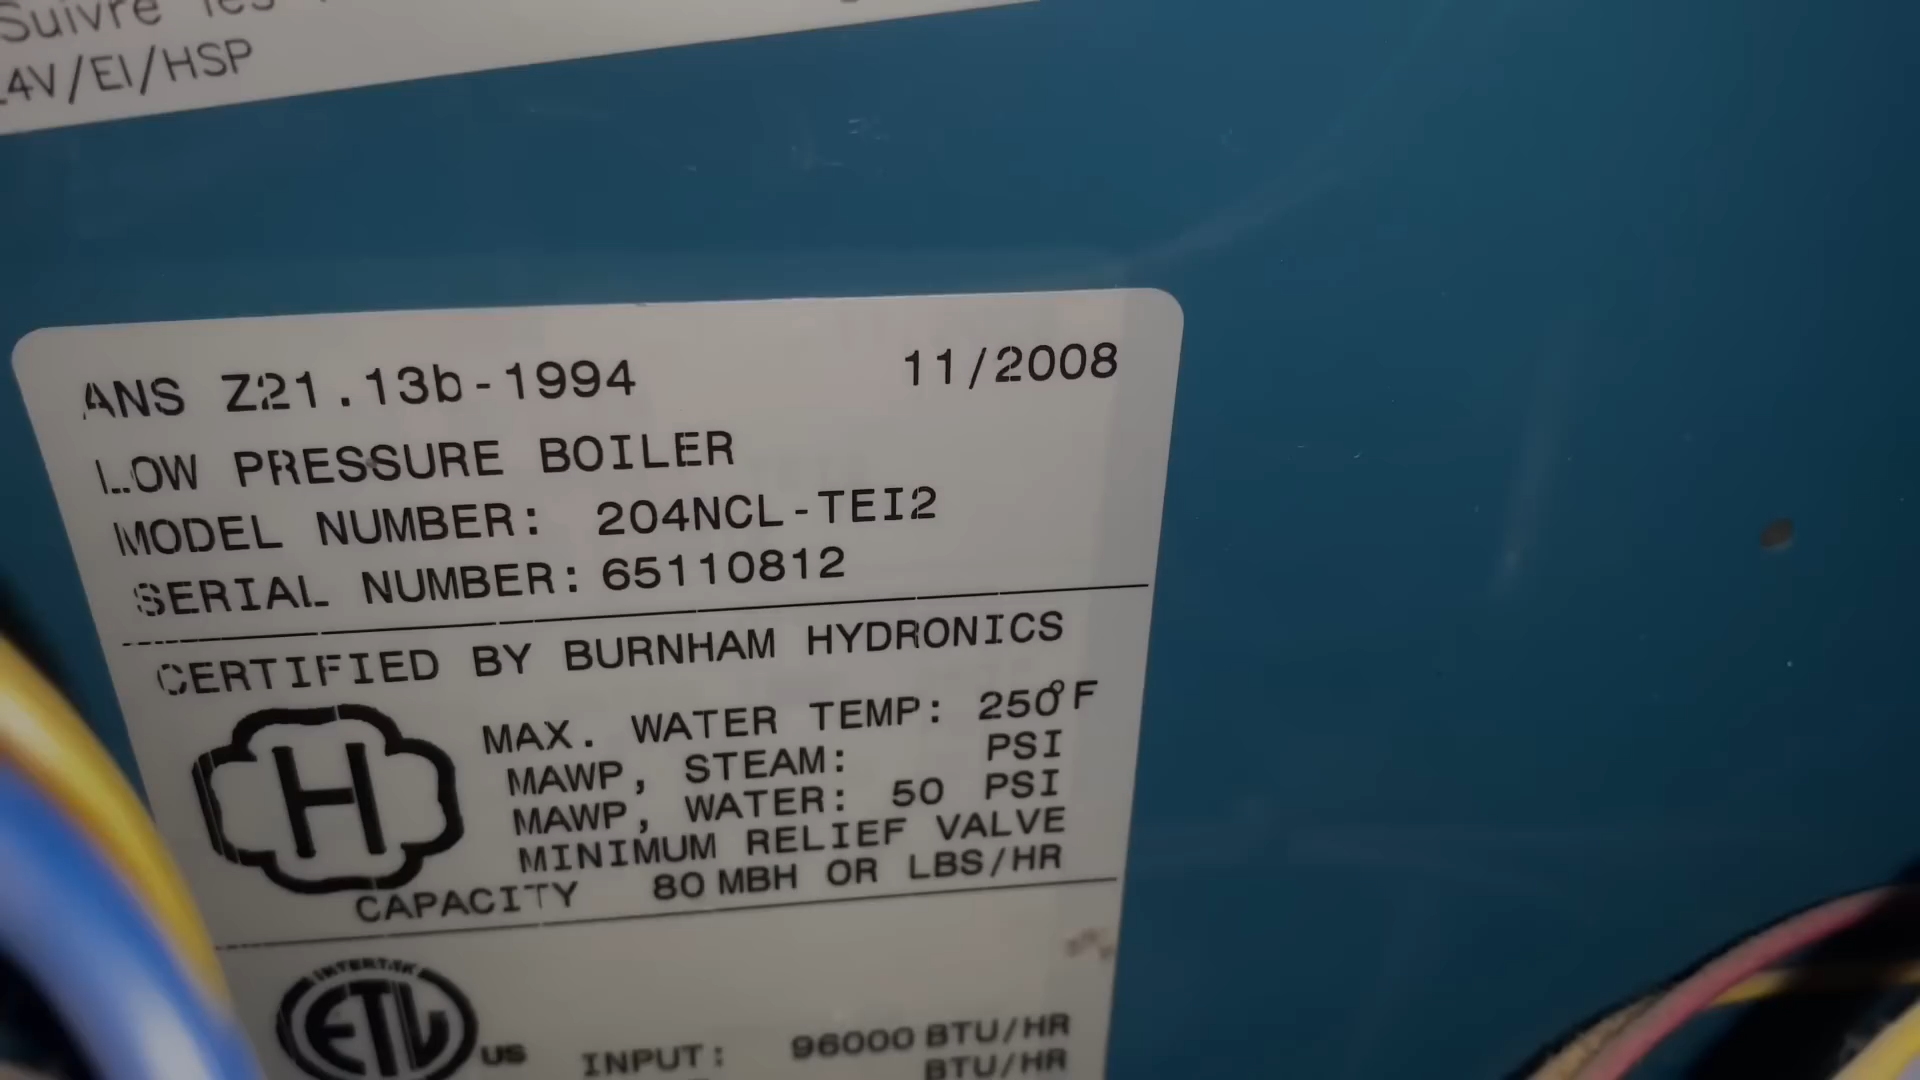 Suivre les
4V/EI/HSP
ANS Z21.13b-1994 11/2008
LOW PRESSURE BOILER
MODEL NUMBER: 204NCL-TEI2
SERIAL NUMBER: 65110812
CERTIFIED BY BURNHAM HYDRONICS
H
MAX. WATER TEMP: 250°F
MAWP, STEAM: PSI
MAWP, WATER: 50 PSI
MINIMUM RELIEF VALVE
CAPACITY 80 MBH OR LBS/HR
INTERTEK
ETL US
INPUT: 96000 BTU/HR
BTU/HR